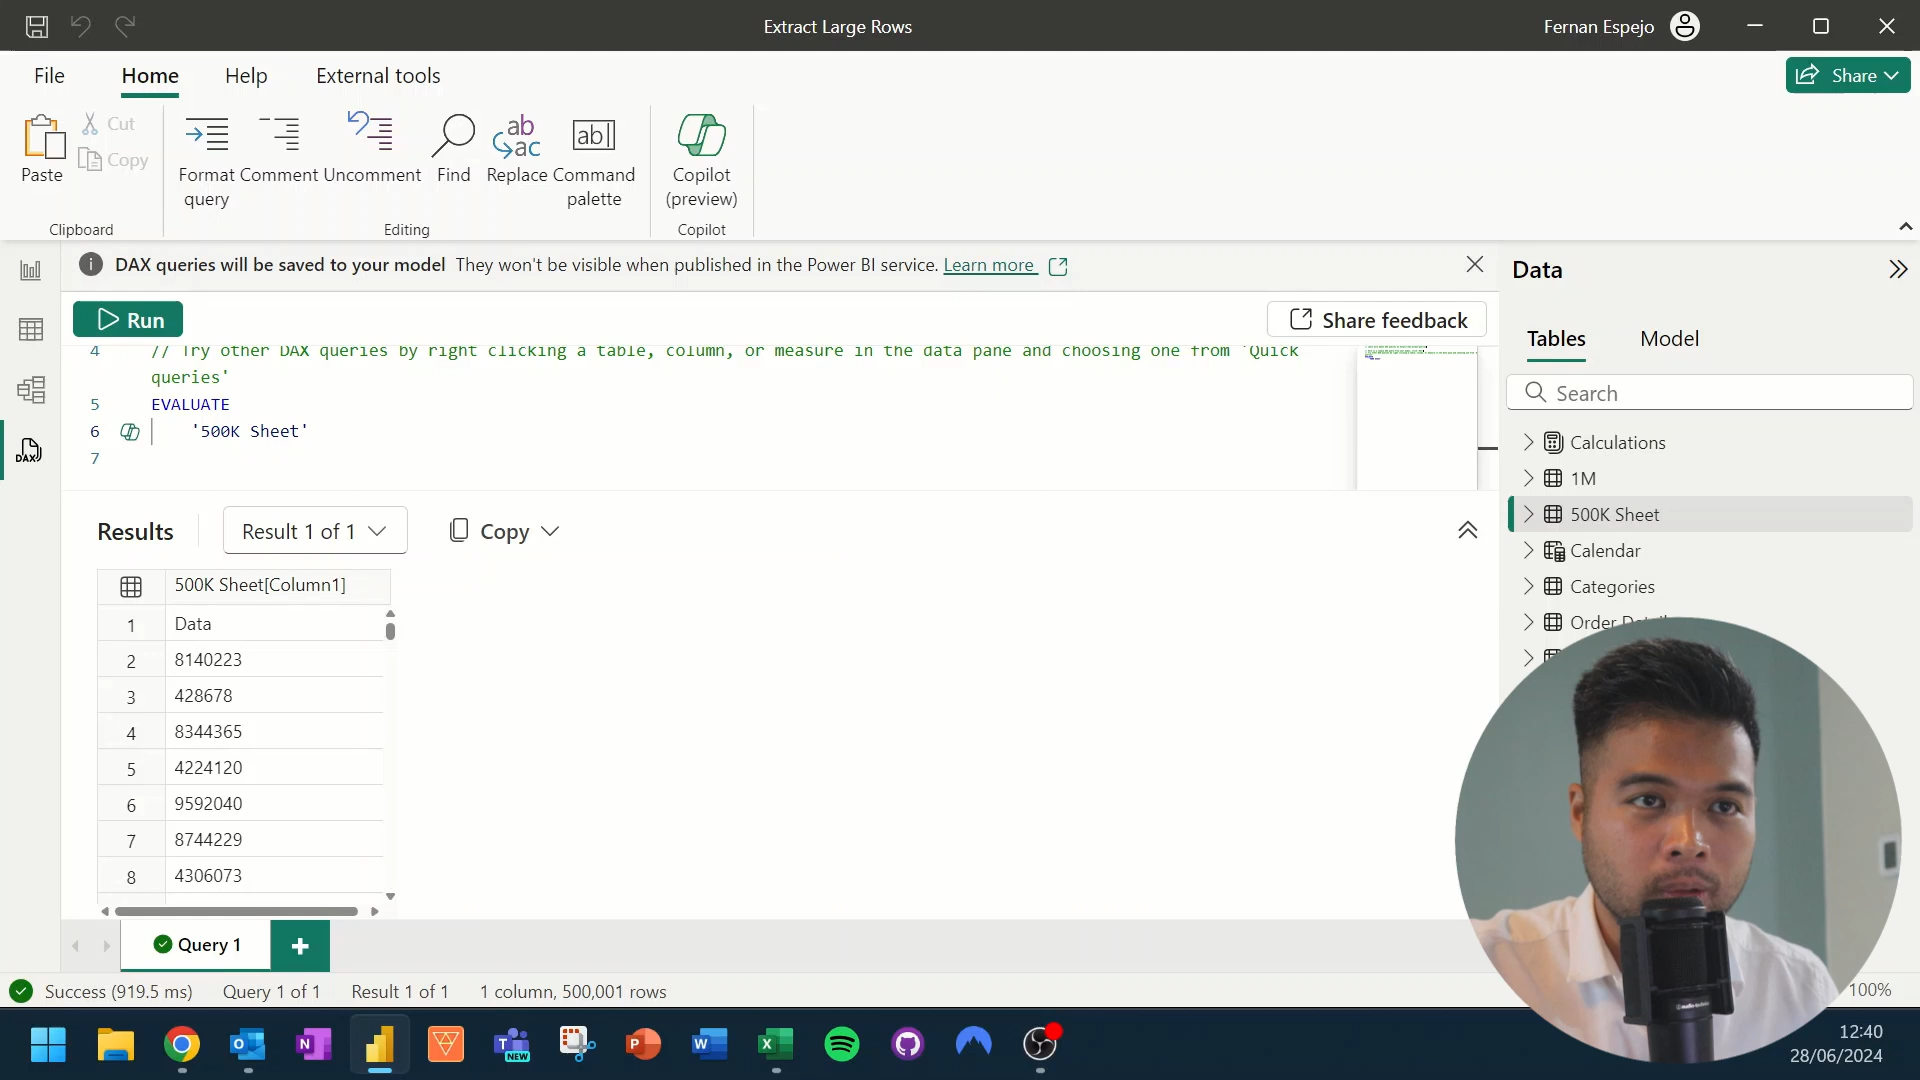 Extract Large Rows
Fernan Espejo
File Home Help External tools
Share
Paste
Cut
Copy
Clipboard
Format query
Comment
Uncomment
Find
Replace
Command palette
Editing
Copilot (preview)
Copilot
DAX queries will be saved to your model They won't be visible when published in the Power BI service. Learn more
Run
Share feedback
4 // Try other DAX queries by right clicking a table, column, or measure in the data pane and choosing one from 'Quick
queries'
5 EVALUATE
6 '500K Sheet'
7
Results
Result 1 of 1
Copy
500K Sheet[Column1]
1 Data
2 8140223
3 428678
4 8344365
5 4224120
6 9592040
7 8744229
8 4306073
Query 1
Success (919.5 ms) Query 1 of 1 Result 1 of 1 1 column, 500,001 rows
100%
Data
Tables Model
Search
Calculations
1M
500K Sheet
Calendar
Categories
Order
DAX
NEW
12:40
28/06/2024